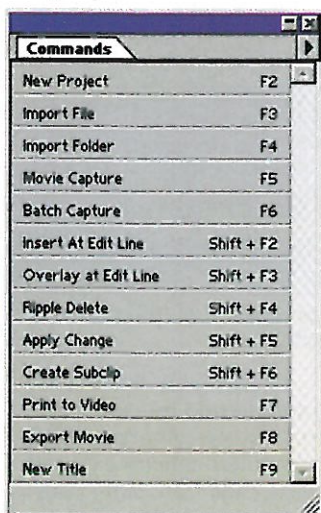 Commands
New Project F2
Import File F3
Import Folder F4
Movie Capture F5
Batch Capture F6
Insert At Edit Line Shift + F2
Overlay at Edit Line Shift + F3
Ripple Delete Shift + F4
Apply Change Shift + F5
Create Subclip Shift + F6
Print to Video F7
Export Movie F8
New Title F9